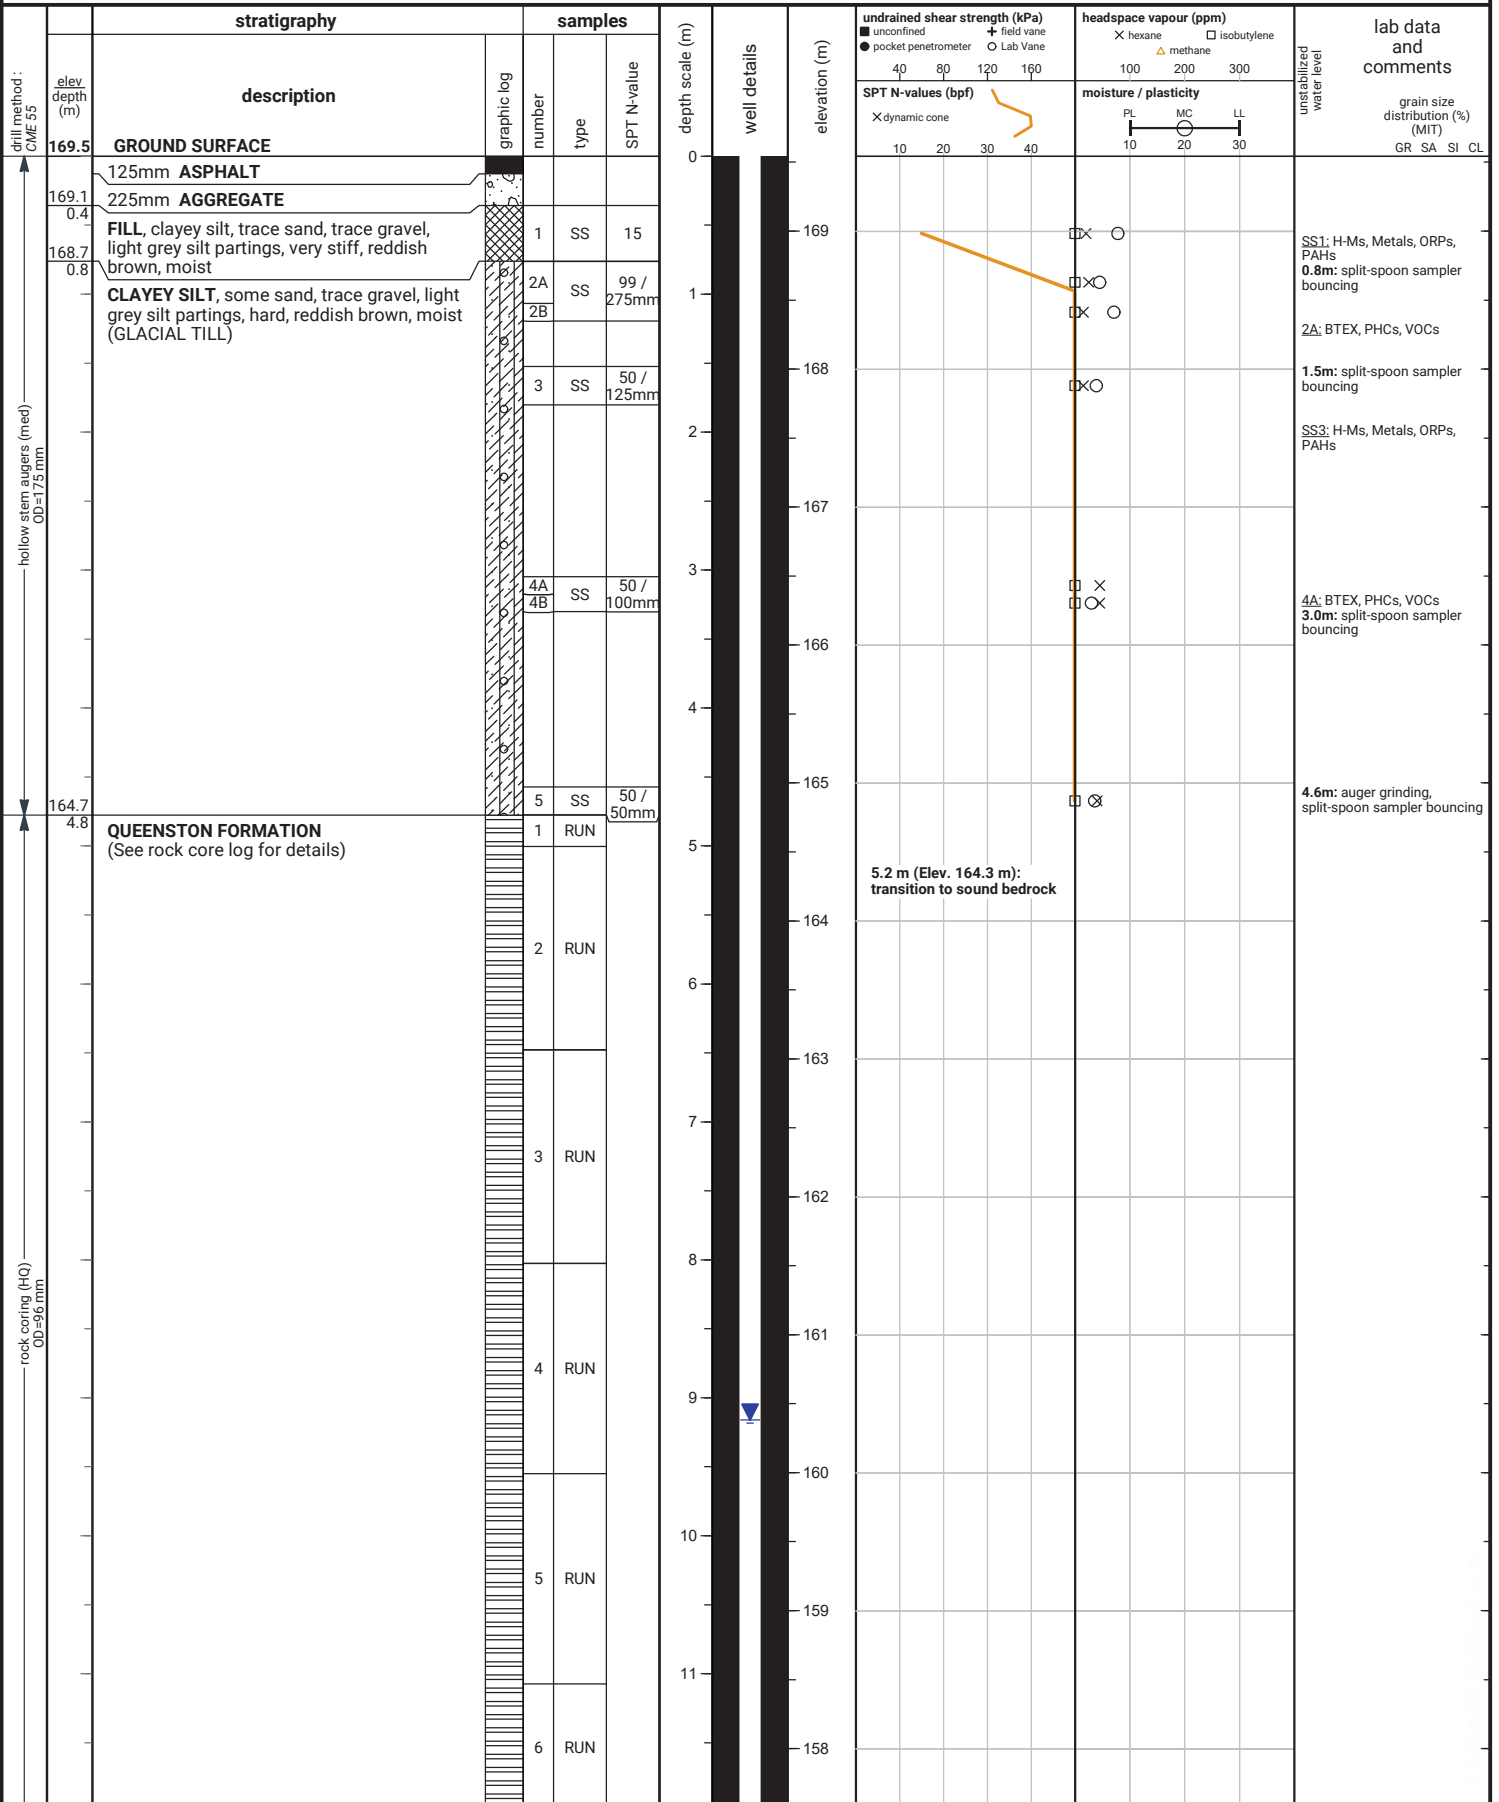 stratigraphy
samples
drill method :
CME 55
elev
depth
(m)
description
graphic log
number
type
SPT N-value
depth scale (m)
well details
elevation (m)
undrained shear strength (kPa)
unconfined
field vane
pocket penetrometer
Lab Vane
40 80 120 160
SPT N-values (bpf)
dynamic cone
10 20 30 40
headspace vapour (ppm)
hexane
isobutylene
methane
100 200 300
moisture / plasticity
PL MC LL
10 20 30
unstabilized
water level
lab data
and
comments
grain size
distribution (%)
(MIT)
GR SA SI CL
169.5 GROUND SURFACE
125mm ASPHALT
169.1 225mm AGGREGATE
0.4
FILL, clayey silt, trace sand, trace gravel,
light grey silt partings, very stiff, reddish
brown, moist
168.7
0.8
CLAYEY SILT, some sand, trace gravel, light
grey silt partings, hard, reddish brown, moist
(GLACIAL TILL)
164.7
4.8
QUEENSTON FORMATION
(See rock core log for details)
hollow stem augers (med)
OD=175 mm
rock coring (HQ)
OD=96 mm
1 SS 15
2A SS 99 /
275mm
2B
3 SS 50 /
125mm
4A SS 50 /
100mm
4B
5 SS 50 /
50mm
1 RUN
2 RUN
3 RUN
4 RUN
5 RUN
6 RUN
0
1
2
3
4
5
6
7
8
9
10
11
169
168
167
166
165
164
163
162
161
160
159
158
5.2 m (Elev. 164.3 m):
transition to sound bedrock
SS1: H-Ms, Metals, ORPs,
PAHs
0.8m: split-spoon sampler
bouncing
2A: BTEX, PHCs, VOCs
1.5m: split-spoon sampler
bouncing
SS3: H-Ms, Metals, ORPs,
PAHs
4A: BTEX, PHCs, VOCs
3.0m: split-spoon sampler
bouncing
4.6m: auger grinding,
split-spoon sampler bouncing